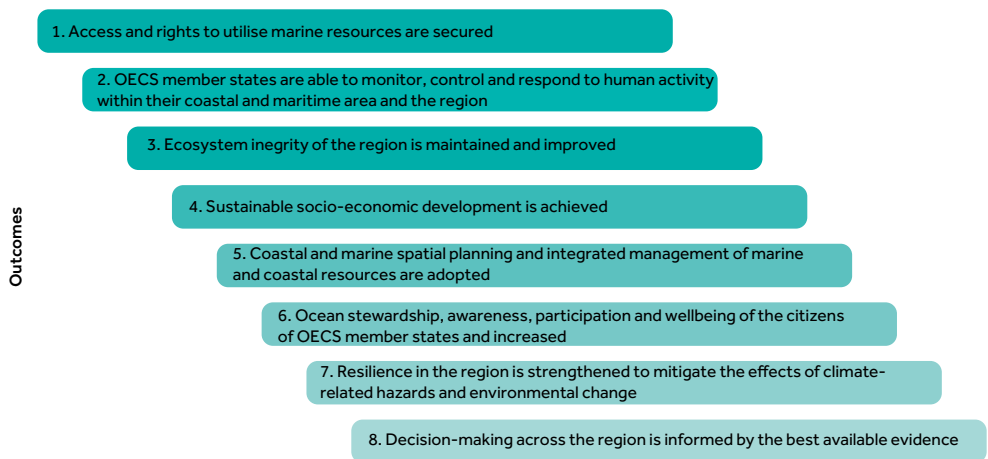 Outcomes
1. Access and rights to utilise marine resources are secured
2. OECS member states are able to monitor, control and respond to human activity
within their coastal and maritime area and the region
3. Ecosystem inegrity of the region is maintained and improved
4. Sustainable socio-economic development is achieved
5. Coastal and marine spatial planning and integrated management of marine
and coastal resources are adopted
6. Ocean stewardship, awareness, participation and wellbeing of the citizens
of OECS member states and increased
7. Resilience in the region is strengthened to mitigate the effects of climate-
related hazards and environmental change
8. Decision-making across the region is informed by the best available evidence